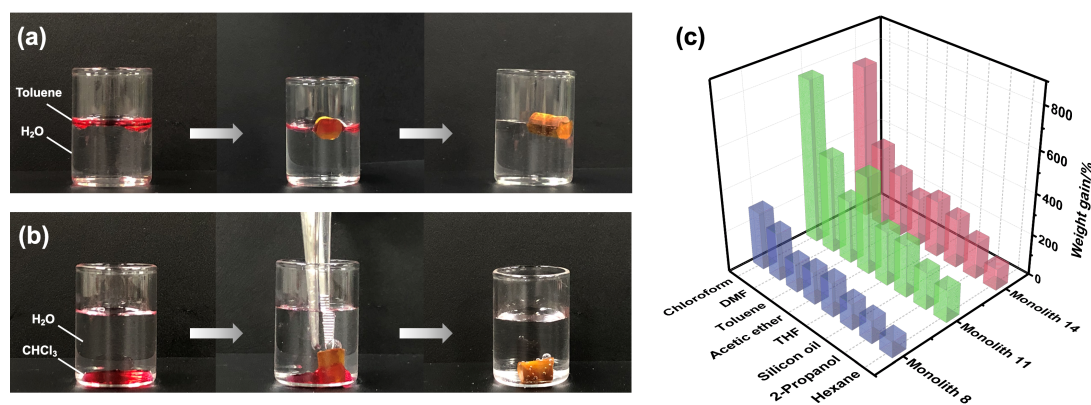 (a)
Toluene
H₂O
(b)
H₂O
CHCl₃
(c)
800
600
400
200
0
Weight gain/%
Chloroform
DMF
Toluene
Acetic ether
THF
Silicon oil
2-Propanol
Hexane
Monolith 8
Monolith 11
Monolith 14